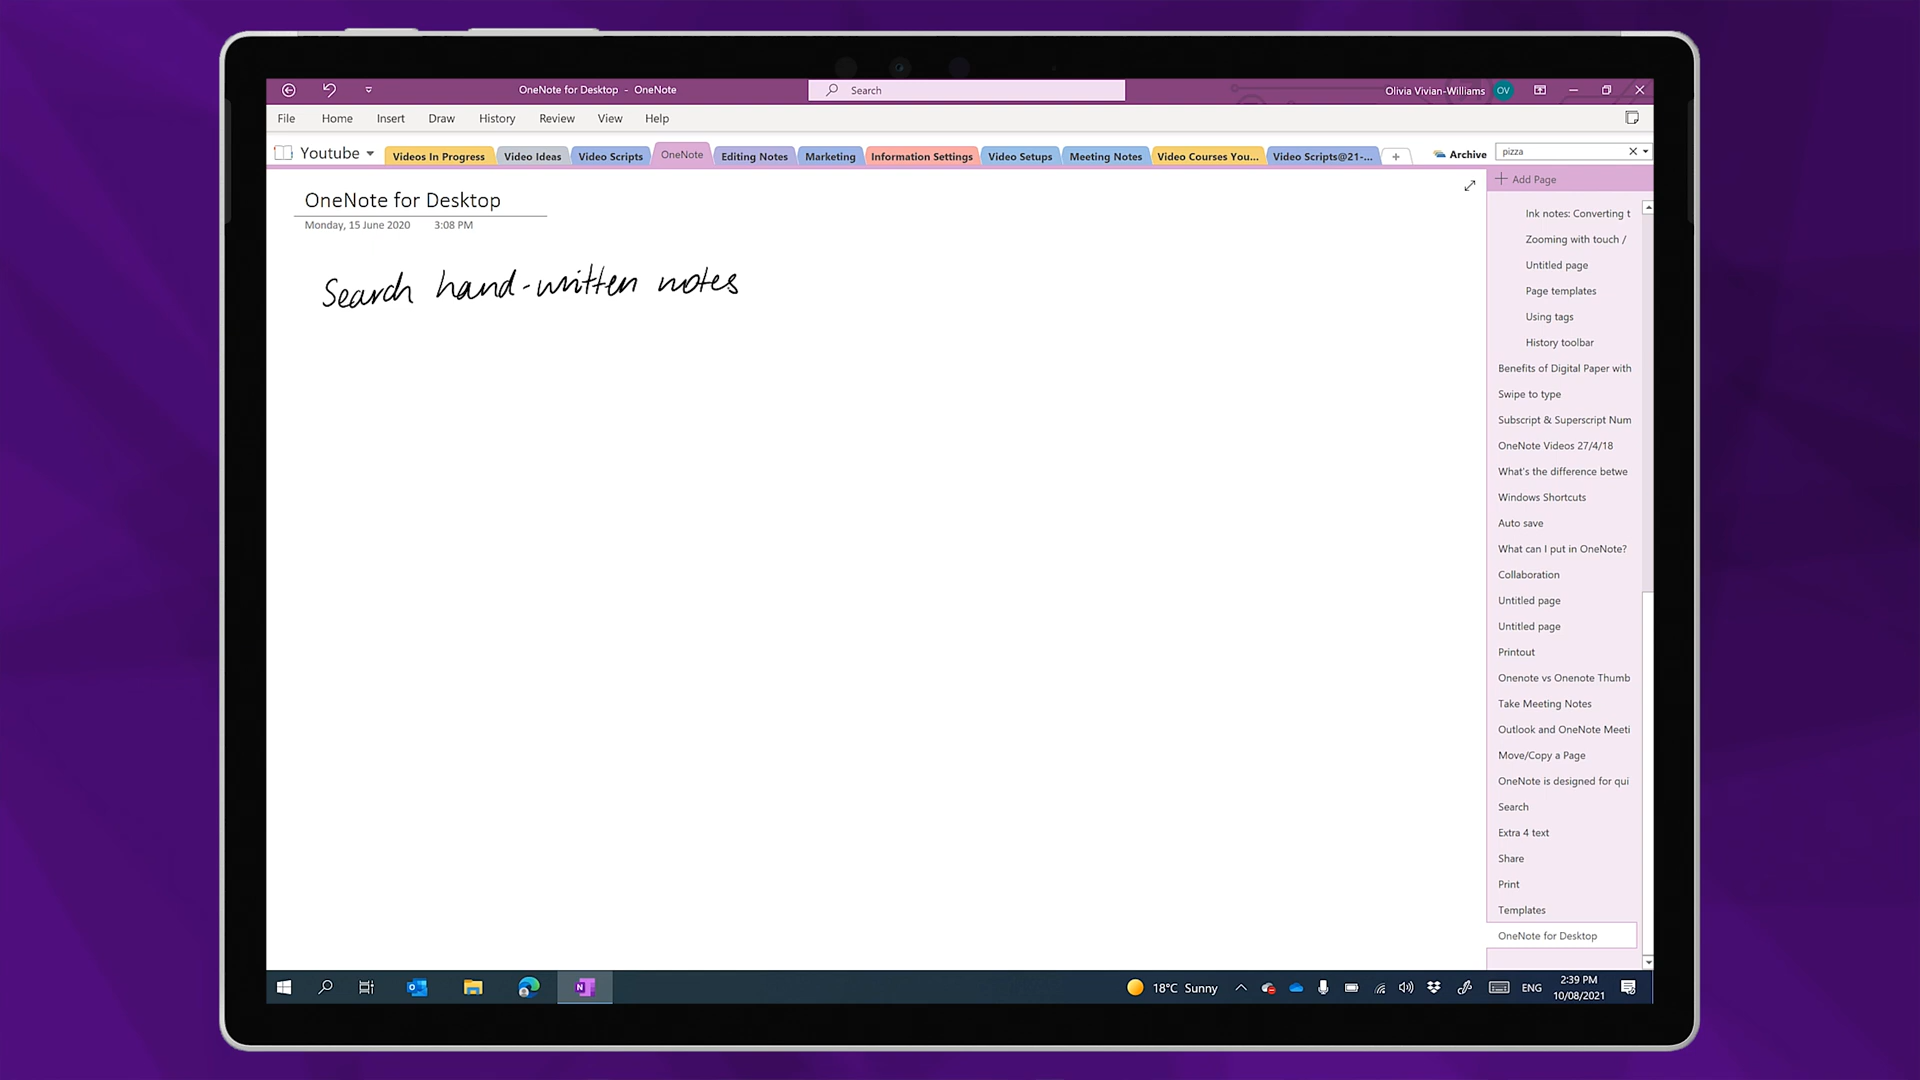 OneNote for Desktop - OneNote
Search
Olivia Vivian-Williams
OV
File Home Insert Draw History Review View Help
Youtube
Videos In Progress
Video Ideas
Video Scripts
OneNote
Editing Notes
Marketing
Information Settings
Video Setups
Meeting Notes
Video Courses You...
Video Scripts@21-...
Archive
pizza
Add Page
OneNote for Desktop
Monday, 15 June 2020 3:08 PM
Search hand-written notes
Ink notes: Converting t
Zooming with touch /
Untitled page
Page templates
Using tags
History toolbar
Benefits of Digital Paper with
Swipe to type
Subscript & Superscript Num
OneNote Videos 27/4/18
What's the difference betwe
Windows Shortcuts
Auto save
What can I put in OneNote?
Collaboration
Untitled page
Untitled page
Printout
Onenote vs Onenote Thumb
Take Meeting Notes
Outlook and OneNote Meeti
Move/Copy a Page
OneNote is designed for qui
Search
Extra 4 text
Share
Print
Templates
OneNote for Desktop
18°C Sunny
ENG
2:39 PM
10/08/2021